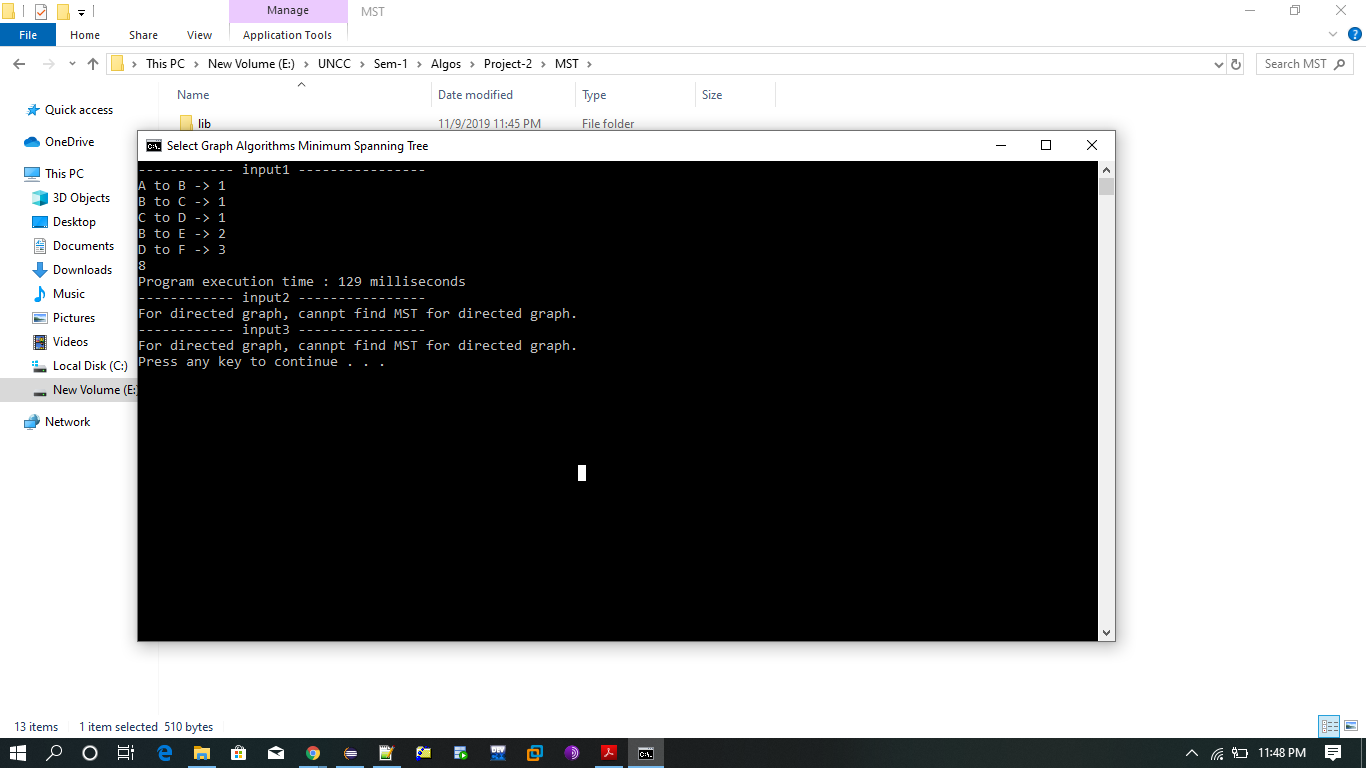 Manage
MST
File
Home
Share
View
Application Tools
This PC
New Volume (E:)
UNCC
Sem-1
Algos
Project-2
MST
Search MST
Name
Date modified
Type
Size
lib
11/9/2019 11:45 PM
File folder
Quick access
OneDrive
This PC
3D Objects
Desktop
Documents
Downloads
Music
Pictures
Videos
Local Disk (C:)
New Volume (E:
Network
Select Graph Algorithms Minimum Spanning Tree
------------ input1 ----------------
A to B -> 1
B to C -> 1
C to D -> 1
B to E -> 2
D to F -> 3
8
Program execution time : 129 milliseconds
------------ input2 ----------------
For directed graph, cannpt find MST for directed graph.
------------ input3 ----------------
For directed graph, cannpt find MST for directed graph.
Press any key to continue . . .
13 items
1 item selected 510 bytes
11:48 PM